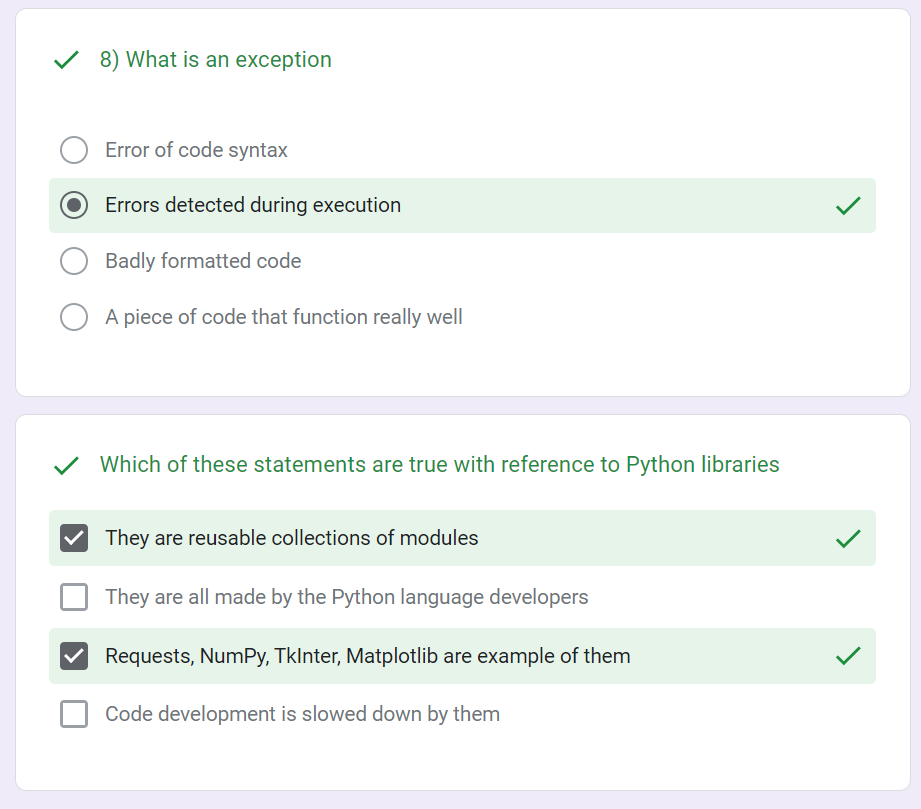 8) What is an exception
Error of code syntax
Errors detected during execution
Badly formatted code
A piece of code that function really well
Which of these statements are true with reference to Python libraries
They are reusable collections of modules
They are all made by the Python language developers
Requests, NumPy, TkInter, Matplotlib are example of them
Code development is slowed down by them